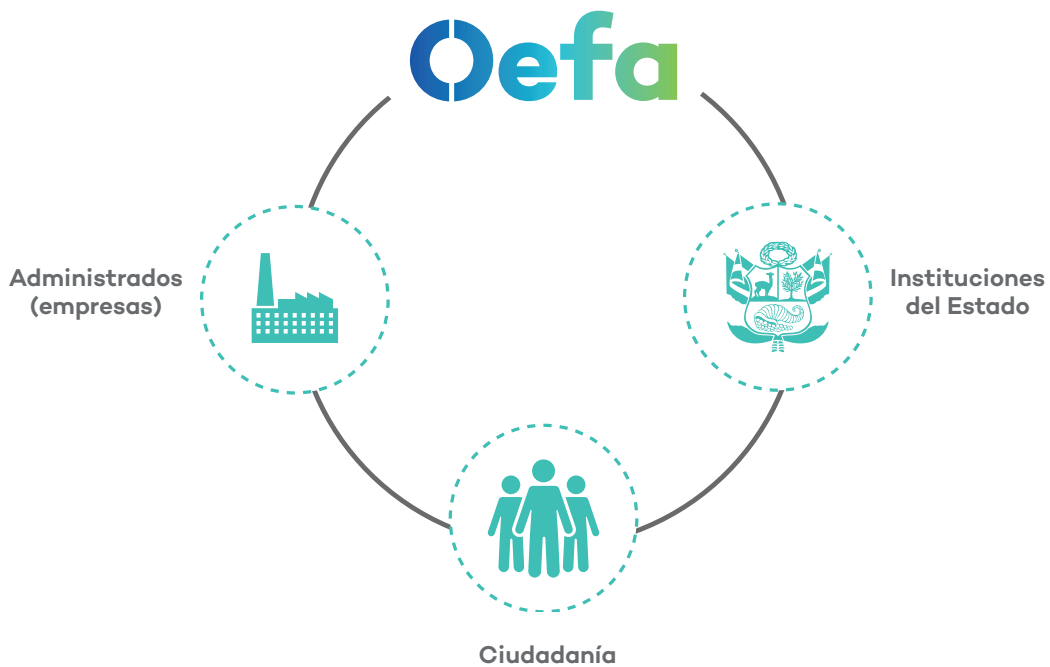 Oefa
Administrados
(empresas)
Instituciones
del Estado
Ciudadanía